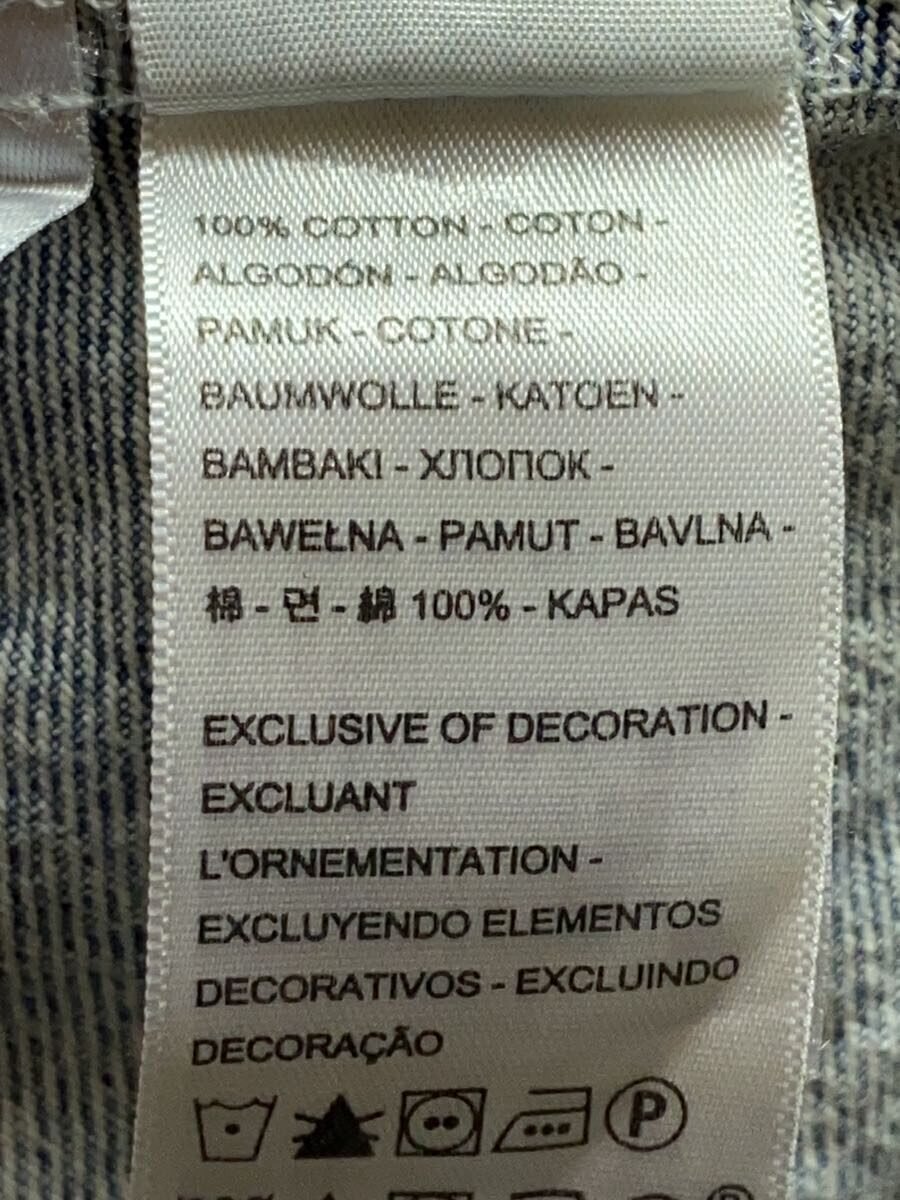 100% COTTON - COTON -
ALGODÓN - ALGODÃO -
PAMUK - COTONE -
BAUMWOLLE - KATOEN -
BAMBAKI - ХЛОПОК -
BAWEŁNA - PAMUT - BAVLNA -
棉 - 면 - 綿 100% - KAPAS
EXCLUSIVE OF DECORATION -
EXCLUANT
L'ORNEMENTATION -
EXCLUYENDO ELEMENTOS
DECORATIVOS - EXCLUINDO
DECORAÇÃO
P